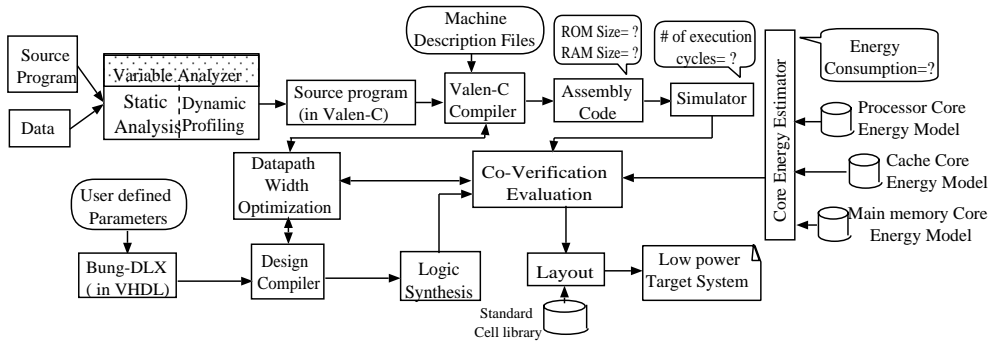 Source
Program
Data
Variable Analyzer
Static
Analysis
Dynamic
Profiling
Source program
(in Valen-C)
Machine
Description Files
Valen-C
Compiler
ROM Size= ?
RAM Size= ?
Assembly
Code
# of execution
cycles= ?
Simulator
Core Energy Estimator
Energy
Consumption=?
Processor Core
Energy Model
Cache Core
Energy Model
Main memory Core
Energy Model
Datapath
Width
Optimization
Co-Verification
Evaluation
User defined
Parameters
Bung-DLX
( in VHDL)
Design
Compiler
Logic
Synthesis
Layout
Low power
Target System
Standard
Cell library